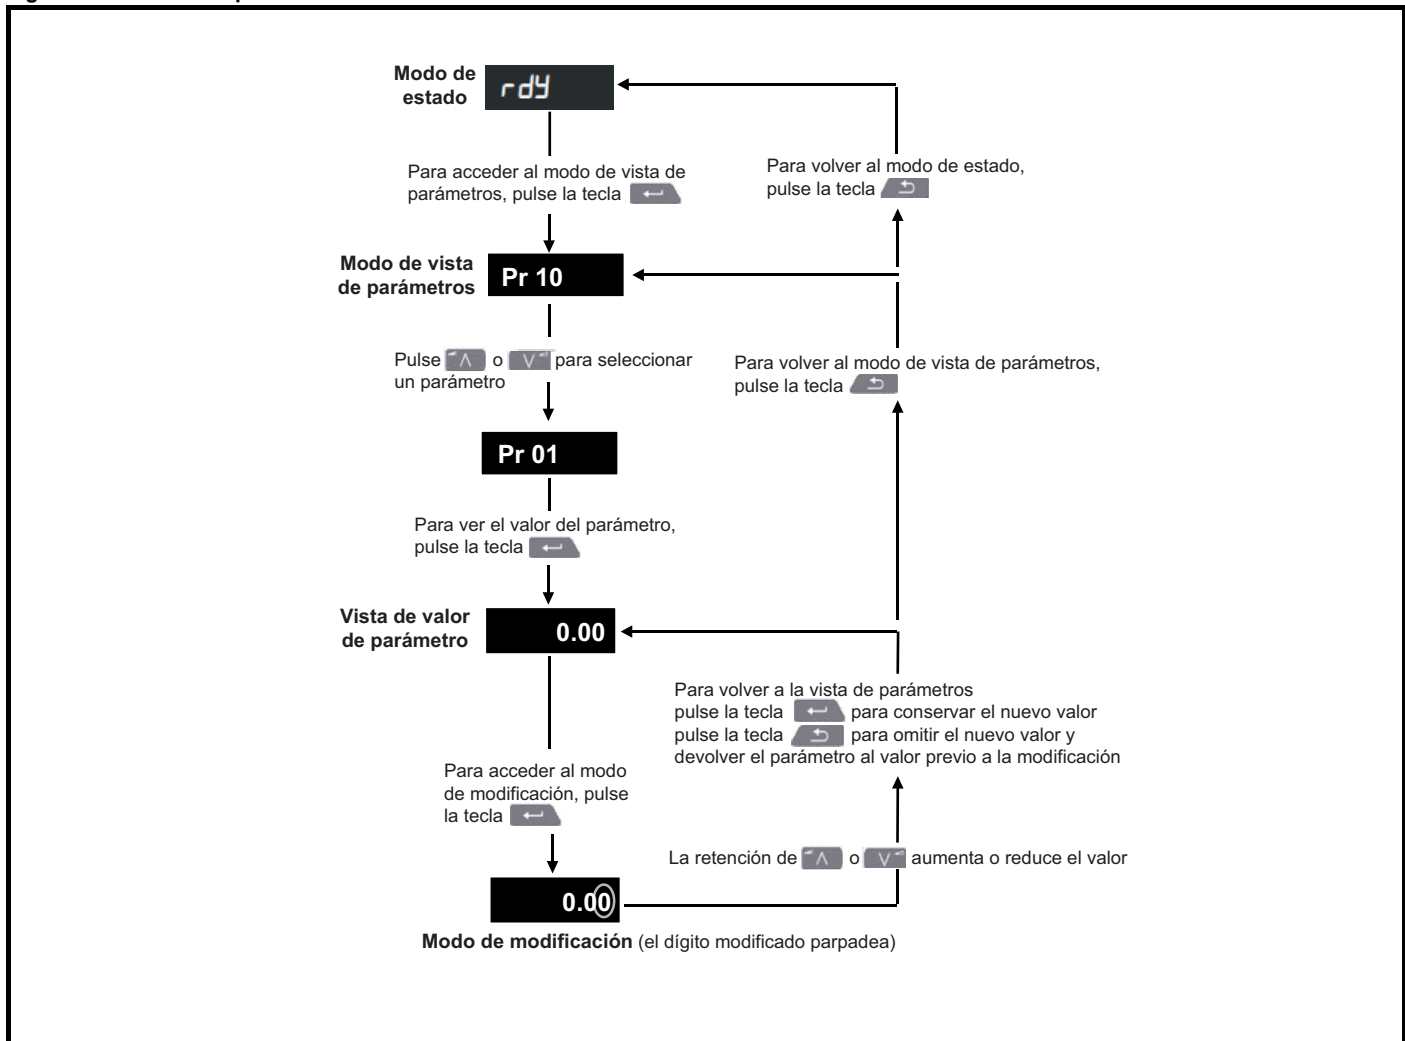 Modo de
estado
rdy
Para acceder al modo de vista de
parámetros, pulse la tecla
Para volver al modo de estado,
pulse la tecla
Modo de vista
de parámetros
Pr 10
Pulse Λ o V para seleccionar
un parámetro
Para volver al modo de vista de parámetros,
pulse la tecla
Pr 01
Para ver el valor del parámetro,
pulse la tecla
Vista de valor
de parámetro
0.00
Para volver a la vista de parámetros
pulse la tecla para conservar el nuevo valor
pulse la tecla para omitir el nuevo valor y
devolver el parámetro al valor previo a la modificación
Para acceder al modo
de modificación, pulse
la tecla
La retención de Λ o V aumenta o reduce el valor
0.00
Modo de modificación (el dígito modificado parpadea)